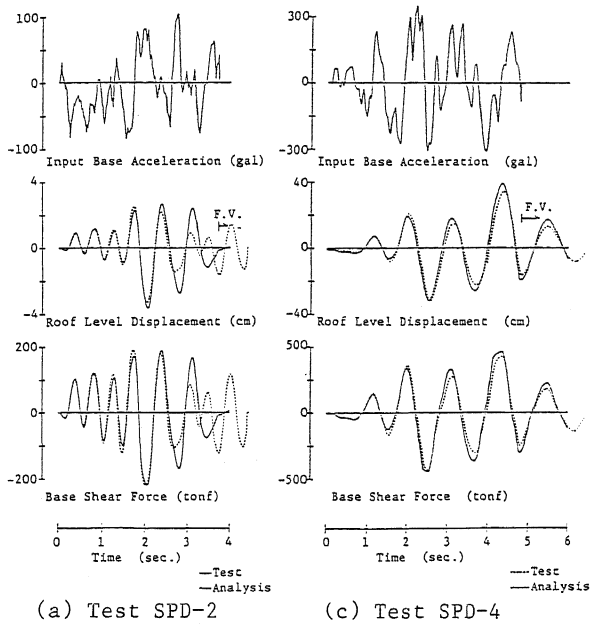 100
0
-100
Input Base Acceleration (gal)
4
F.V.
0
-4
Roof Level Displacement (cm)
200
0
-200
Base Shear Force (tonf)
0 1 2 3 4
Time (sec.)
Test
Analysis
(a) Test SPD-2
300
0
-300
Input Base Acceleration (gal)
40
F.V.
0
-40
Roof Level Displacement (cm)
500
0
-500
Base Shear Force (tonf)
0 1 2 3 4 5 6
Time (sec.)
Test
Analysis
(c) Test SPD-4